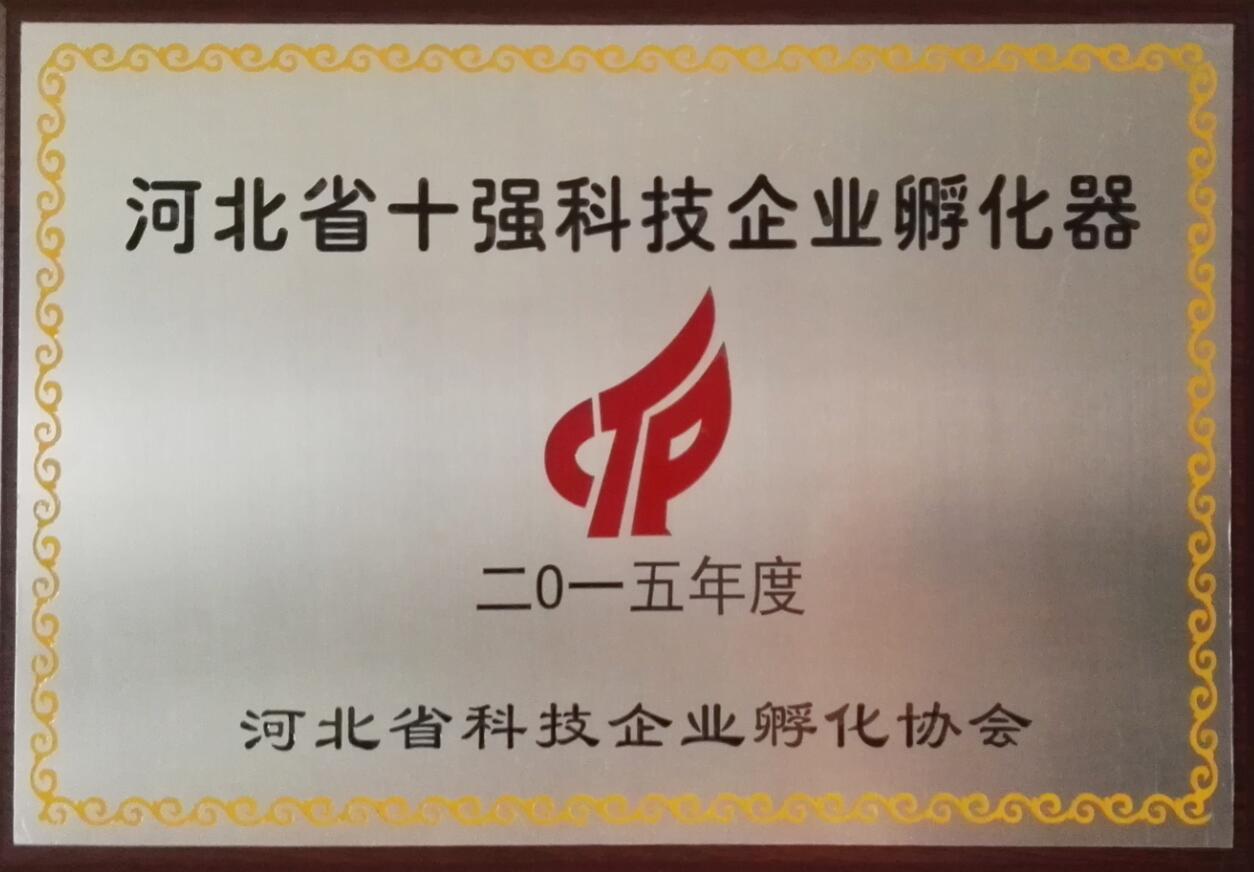 河北省十强科技企业孵化器
CTP
二0一五年度
河北省科技企业孵化协会